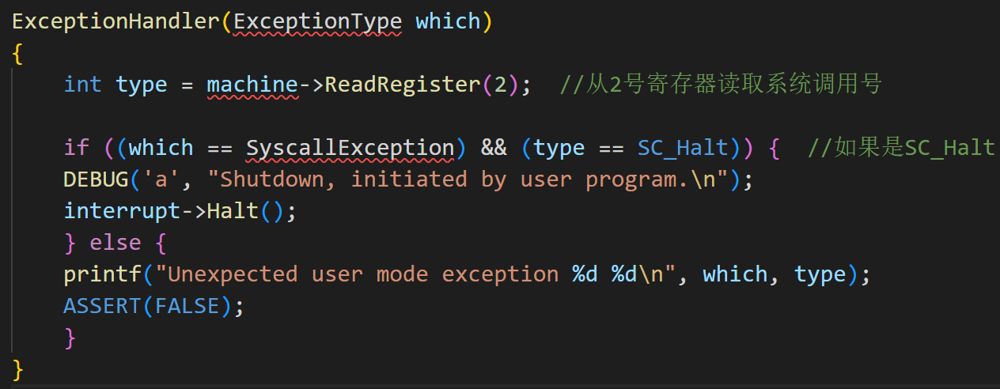 ExceptionHandler(ExceptionType which)
{
int type = machine->ReadRegister(2);  //从2号寄存器读取系统调用号
if ((which == SyscallException) && (type == SC_Halt)) {  //如果是SC_Halt
DEBUG('a', "Shutdown, initiated by user program.\n");
interrupt->Halt();
} else {
printf("Unexpected user mode exception %d %d\n", which, type);
ASSERT(FALSE);
}
}